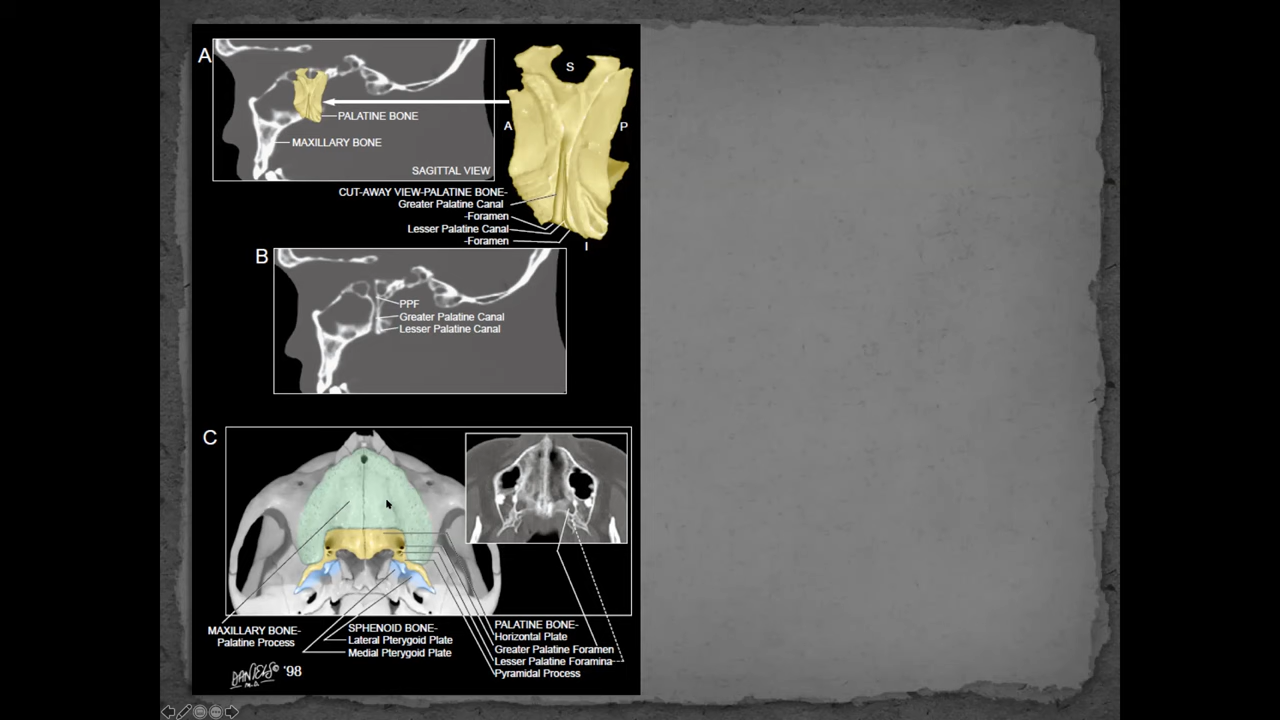 A
PALATINE BONE
MAXILLARY BONE
SAGITTAL VIEW
S
A
P
I
CUT-AWAY VIEW-PALATINE BONE-
Greater Palatine Canal
-Foramen
Lesser Palatine Canal
-Foramen
B
PPF
Greater Palatine Canal
Lesser Palatine Canal
C
MAXILLARY BONE-
Palatine Process
SPHENOID BONE-
Lateral Pterygoid Plate
Medial Pterygoid Plate
PALATINE BONE-
Horizontal Plate
Greater Palatine Foramen
Lesser Palatine Foramina
Pyramidal Process
DANIELS © '98
M.D.